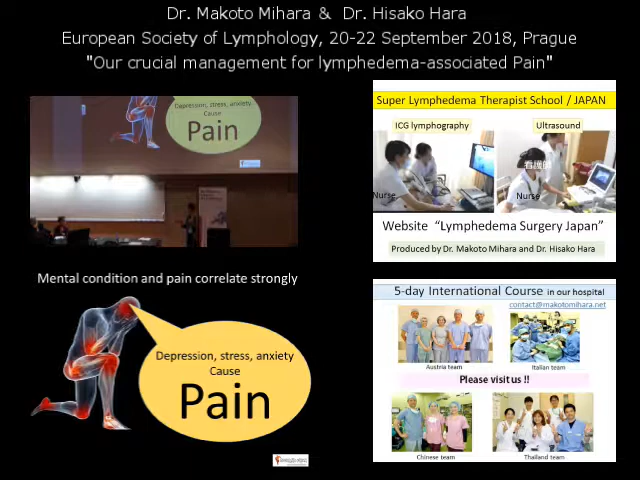 Dr. Makoto Mihara & Dr. Hisako Hara
European Society of Lymphology, 20-22 September 2018, Prague
"Our crucial management for lymphedema-associated Pain"
Depression, stress, anxiety
Cause
Pain
Super Lymphedema Therapist School / JAPAN
ICG lymphography
Ultrasound
看護師
Nurse
Nurse
Website "Lymphedema Surgery Japan"
Produced by Dr. Makoto Mihara and Dr. Hisako Hara
Mental condition and pain correlate strongly
Depression, stress, anxiety
Cause
Pain
5-day International Course in our hospital
contact@makotomihara.net
Austria team
Italian team
Please visit us !!
Chinese team
Thailand team